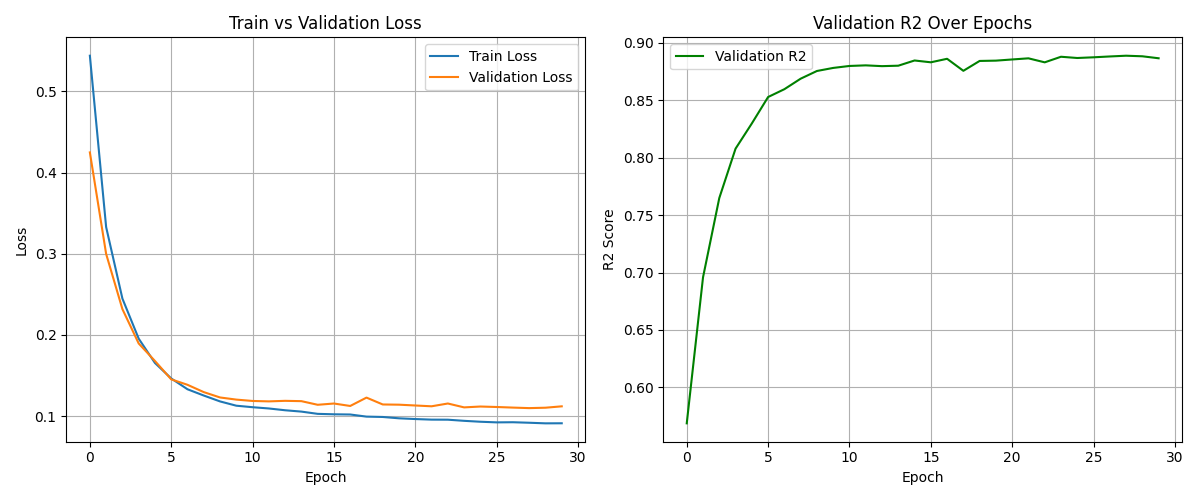 Train vs Validation Loss
Train Loss
Validation Loss
0.5
0.4
0.3
0.2
0.1
Loss
0 5 10 15 20 25 30
Epoch
Validation R2 Over Epochs
Validation R2
0.90
0.85
0.80
0.75
0.70
0.65
0.60
R2 Score
0 5 10 15 20 25 30
Epoch